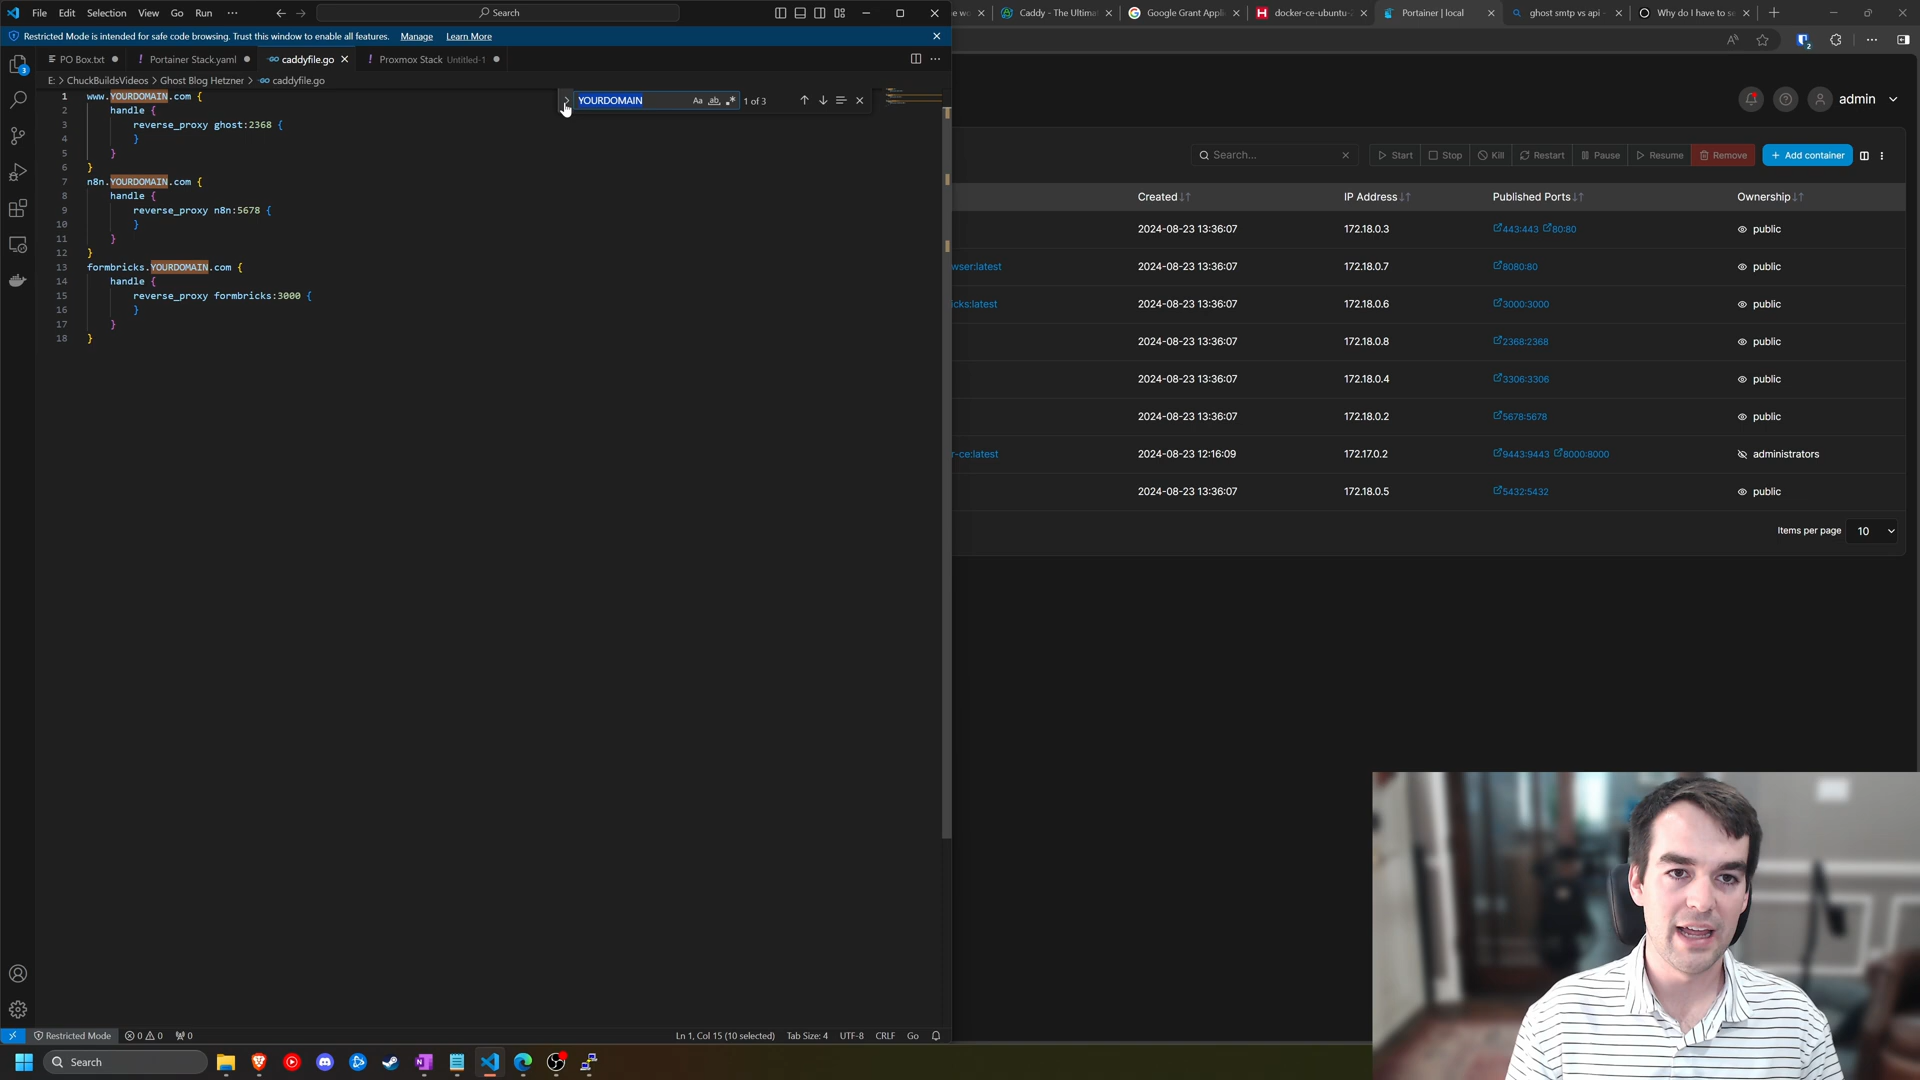 File Edit Selection View Go Run ··· Search
Caddy - The Ultima Google Grant Appli docker-ce-ubuntu- Portainer | local ghost smtp vs api - Why do I have to s
Restricted Mode is intended for safe code browsing. Trust this window to enable all features. Manage Learn More
PO Box.txt Portainer Stack.yaml caddyfile.go Proxmox Stack Untitled-1
E: > ChuckBuildsVideos > Ghost Blog Hetzner > caddyfile.go
YOURDOMAIN Aa ab 1 of 3
1 www.YOURDOMAIN.com {
2 handle {
3 reverse_proxy ghost:2368 {
4 }
5 }
6 }
7 n8n.YOURDOMAIN.com {
8 handle {
9 reverse_proxy n8n:5678 {
10 }
11 }
12 }
13 formbricks.YOURDOMAIN.com {
14 handle {
15 reverse_proxy formbricks:3000 {
16 }
17 }
18 }
admin
Search... Start Stop Kill Restart Pause Resume Remove + Add container
Created IP Address Published Ports Ownership
2024-08-23 13:36:07 172.18.0.3 443:443 80:80 public
wser:latest 2024-08-23 13:36:07 172.18.0.7 8080:80 public
icks:latest 2024-08-23 13:36:07 172.18.0.6 3000:3000 public
2024-08-23 13:36:07 172.18.0.8 2368:2368 public
2024-08-23 13:36:07 172.18.0.4 3306:3306 public
2024-08-23 13:36:07 172.18.0.2 5678:5678 public
r-ce:latest 2024-08-23 12:16:09 172.17.0.2 9443:9443 8000:8000 administrators
2024-08-23 13:36:07 172.18.0.5 5432:5432 public
Items per page 10
3
2
Restricted Mode 0 0 0 Ln 1, Col 15 (10 selected) Tab Size: 4 UTF-8 CRLF Go
Search